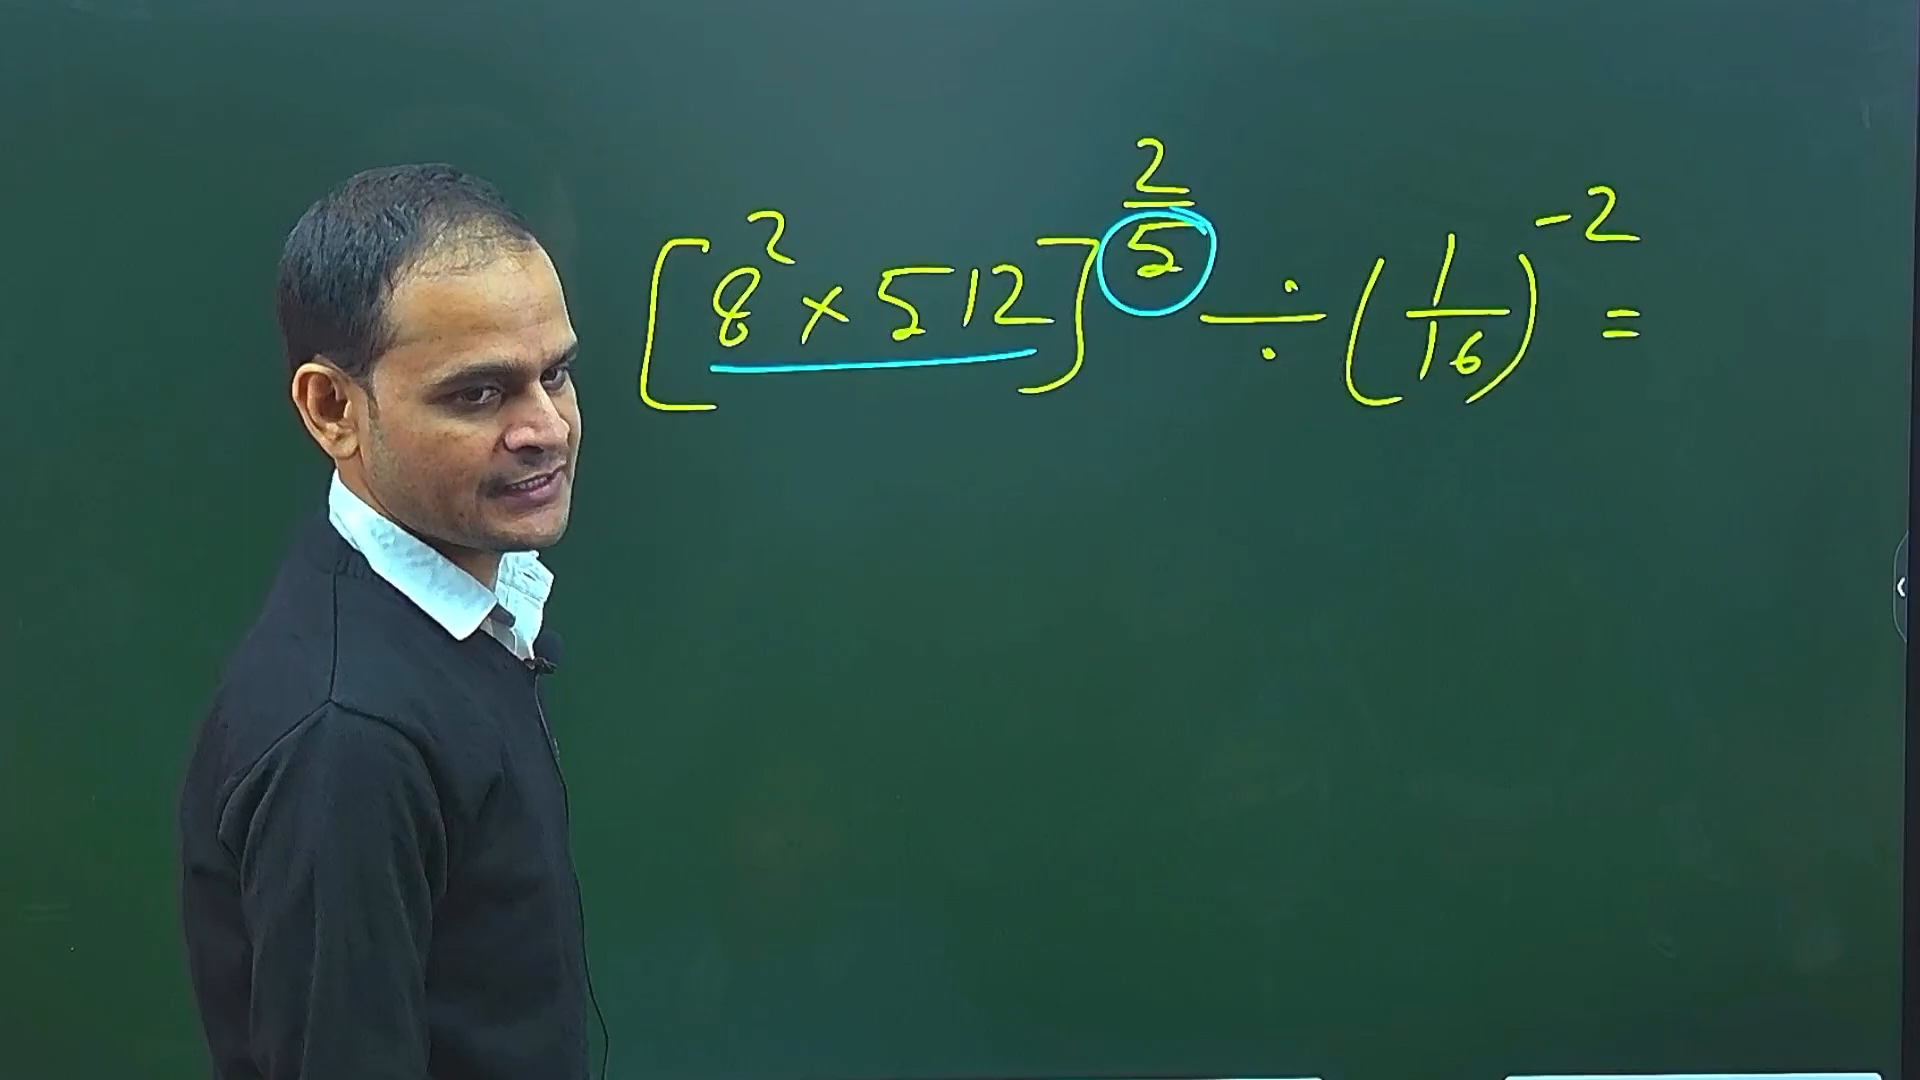 [8² × 512]^(2/5) ÷ (1/16)⁻² =